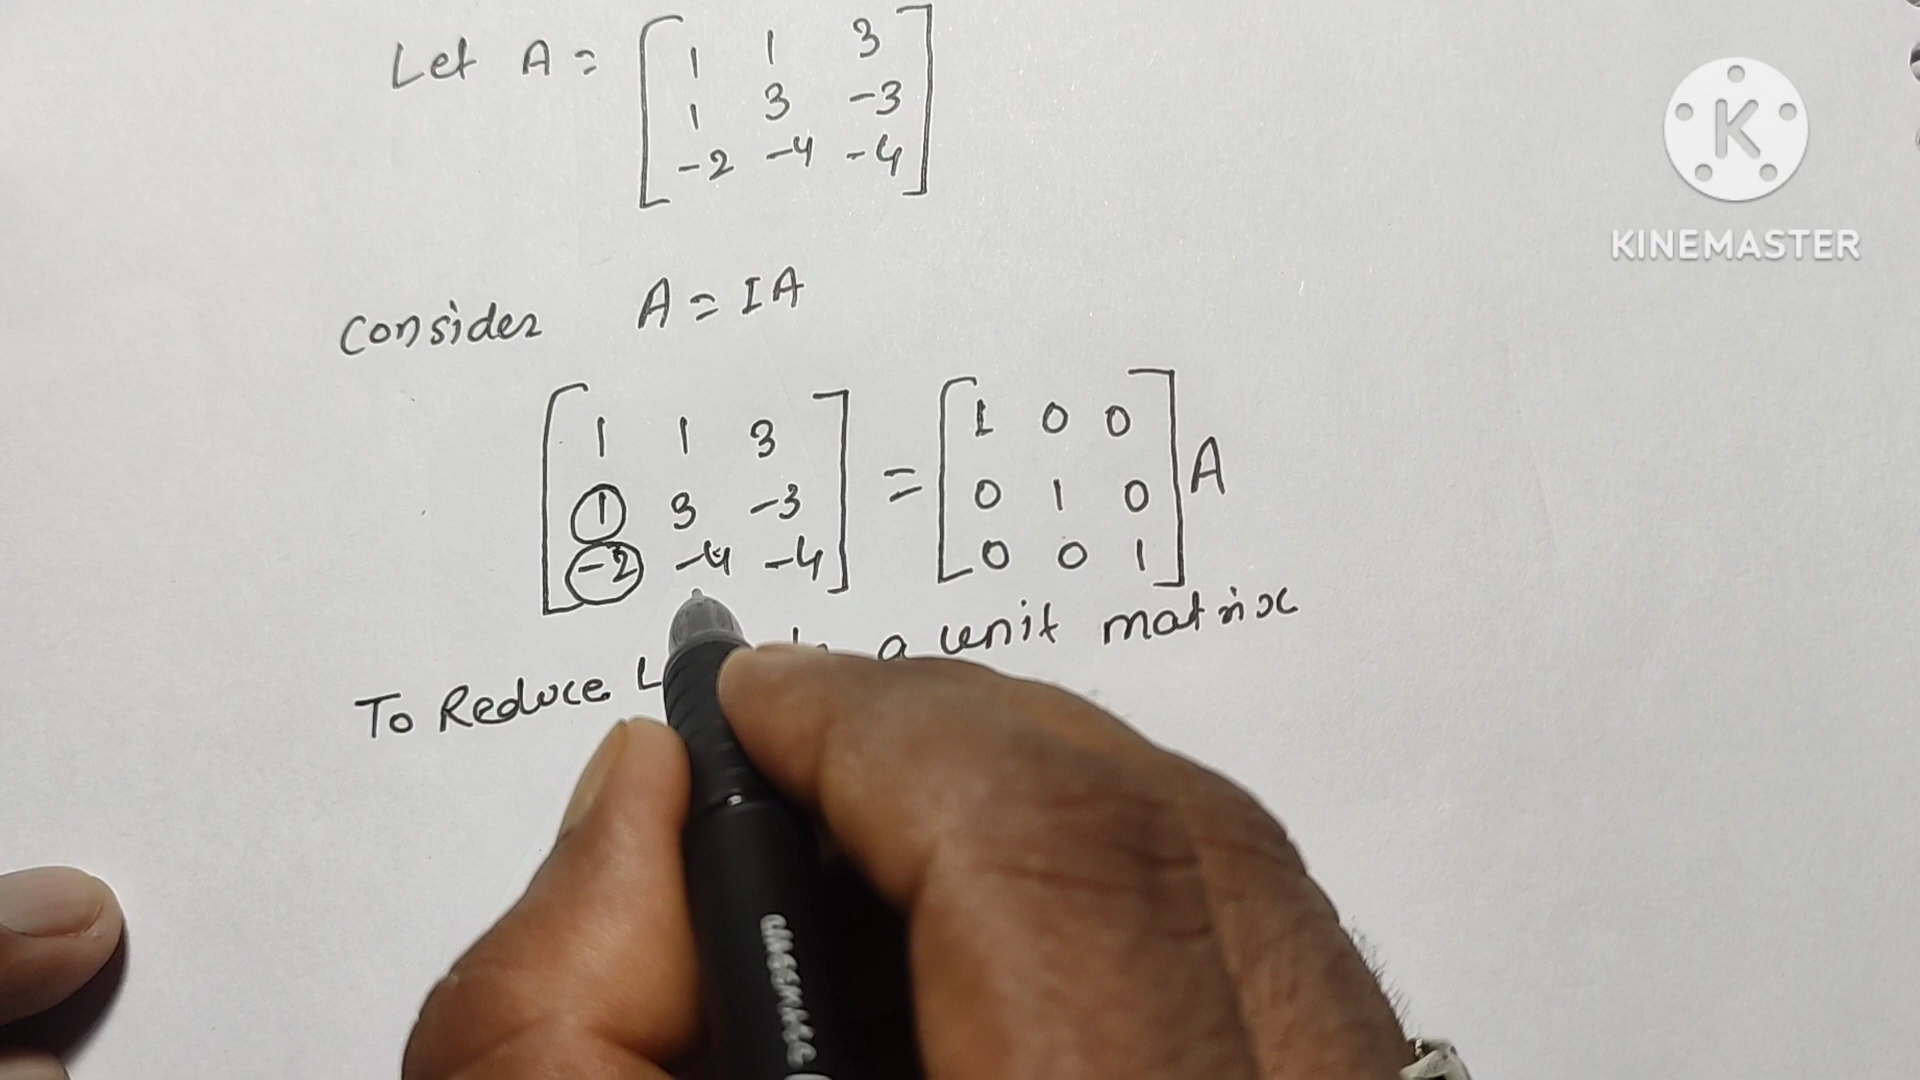 Let A = [ 1 1 3
1 3 -3
-2 -4 -4 ]
K
KINEMASTER
Consider A = IA
[ 1 1 3 ] = [ 1 0 0 ] A
1 3 -3 0 1 0
-2 -4 -4 0 0 1
To Reduce a unit matrix